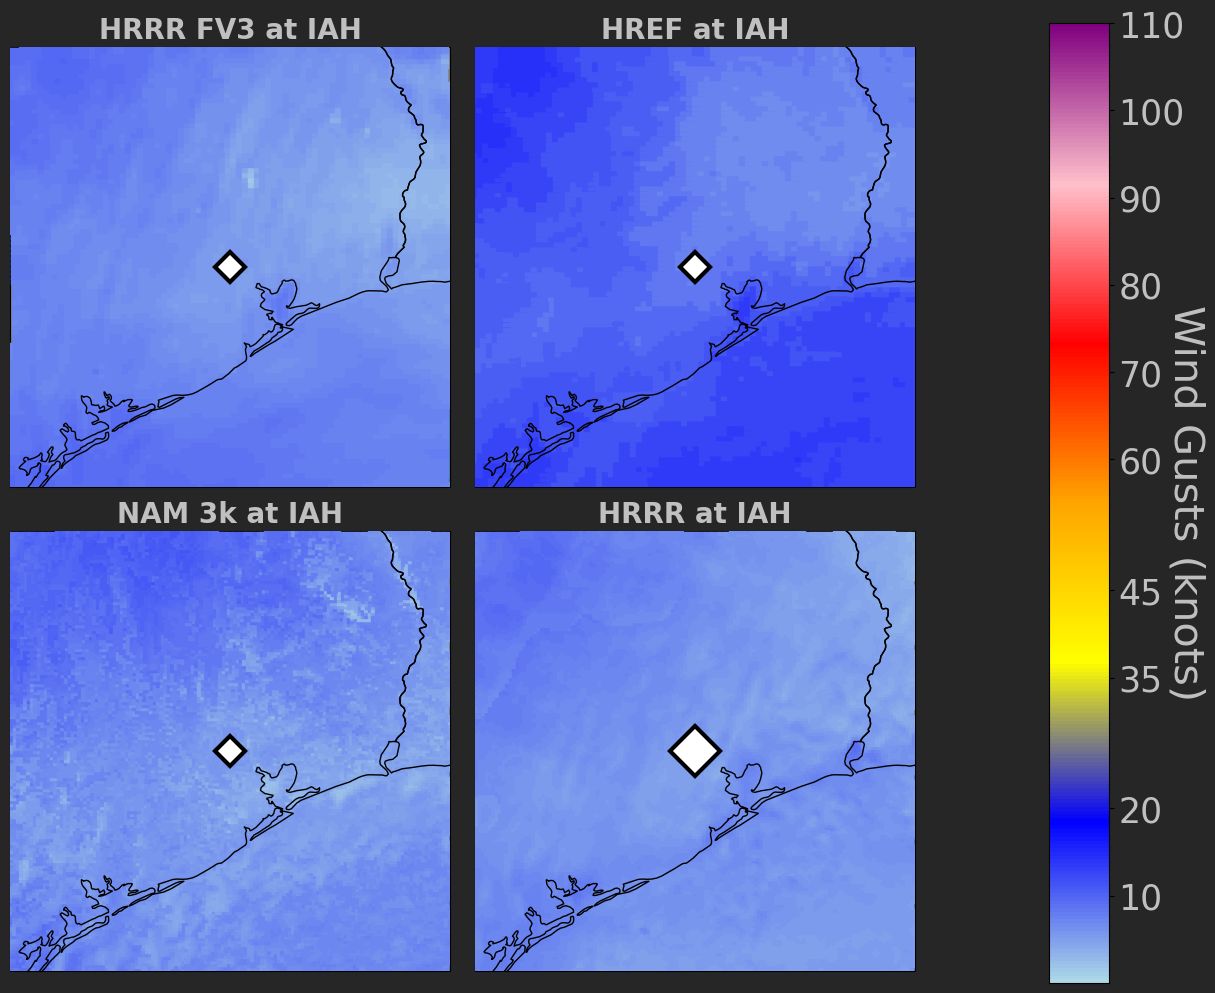 HRRR FV3 at IAH
HREF at IAH
NAM 3k at IAH
HRRR at IAH
110
100
90
80
70
60
45
35
20
10
Wind Gusts (knots)